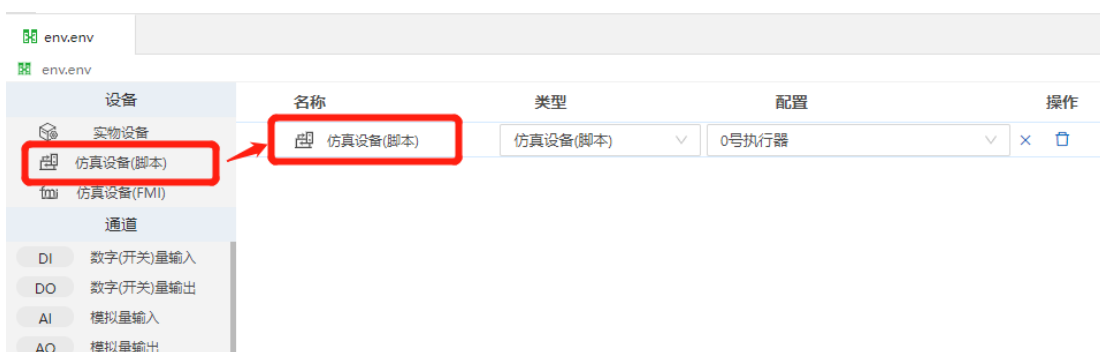 env.env
env.env
设备
名称
类型
配置
操作
实物设备
仿真设备(脚本)
仿真设备(脚本)
仿真设备(脚本)
0号执行器
fmi 仿真设备(FMI)
通道
DI 数字(开关)量输入
DO 数字(开关)量输出
AI 模拟量输入
AO 模拟量输出